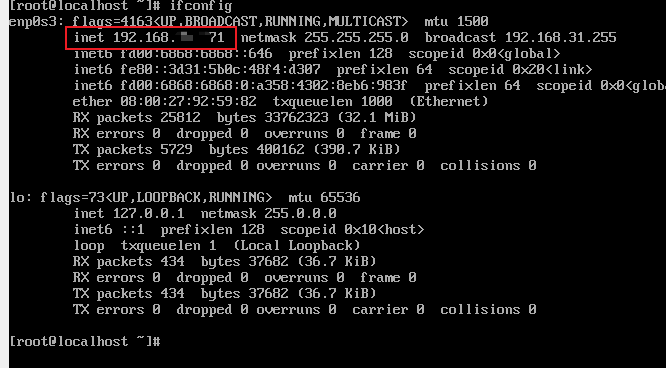 [root@localhost ~]# ifconfig
enp0s3: flags=4163<UP,BROADCAST,RUNNING,MULTICAST>  mtu 1500
inet 192.168. 71  netmask 255.255.255.0  broadcast 192.168.31.255
inet6 fd00:6868:6868::646  prefixlen 128  scopeid 0x0<global>
inet6 fe80::3d31:5b0c:48f4:d307  prefixlen 64  scopeid 0x20<link>
inet6 fd00:6868:6868:0:a358:4302:8eb6:983f  prefixlen 64  scopeid 0x0<globa
ether 08:00:27:92:59:82  txqueuelen 1000  (Ethernet)
RX packets 25812  bytes 33762323 (32.1 MiB)
RX errors 0  dropped 0  overruns 0  frame 0
TX packets 5729  bytes 400162 (390.7 KiB)
TX errors 0  dropped 0 overruns 0  carrier 0  collisions 0
lo: flags=73<UP,LOOPBACK,RUNNING>  mtu 65536
inet 127.0.0.1  netmask 255.0.0.0
inet6 ::1  prefixlen 128  scopeid 0x10<host>
loop  txqueuelen 1  (Local Loopback)
RX packets 434  bytes 37682 (36.7 KiB)
RX errors 0  dropped 0  overruns 0  frame 0
TX packets 434  bytes 37682 (36.7 KiB)
TX errors 0  dropped 0 overruns 0  carrier 0  collisions 0
[root@localhost ~]#